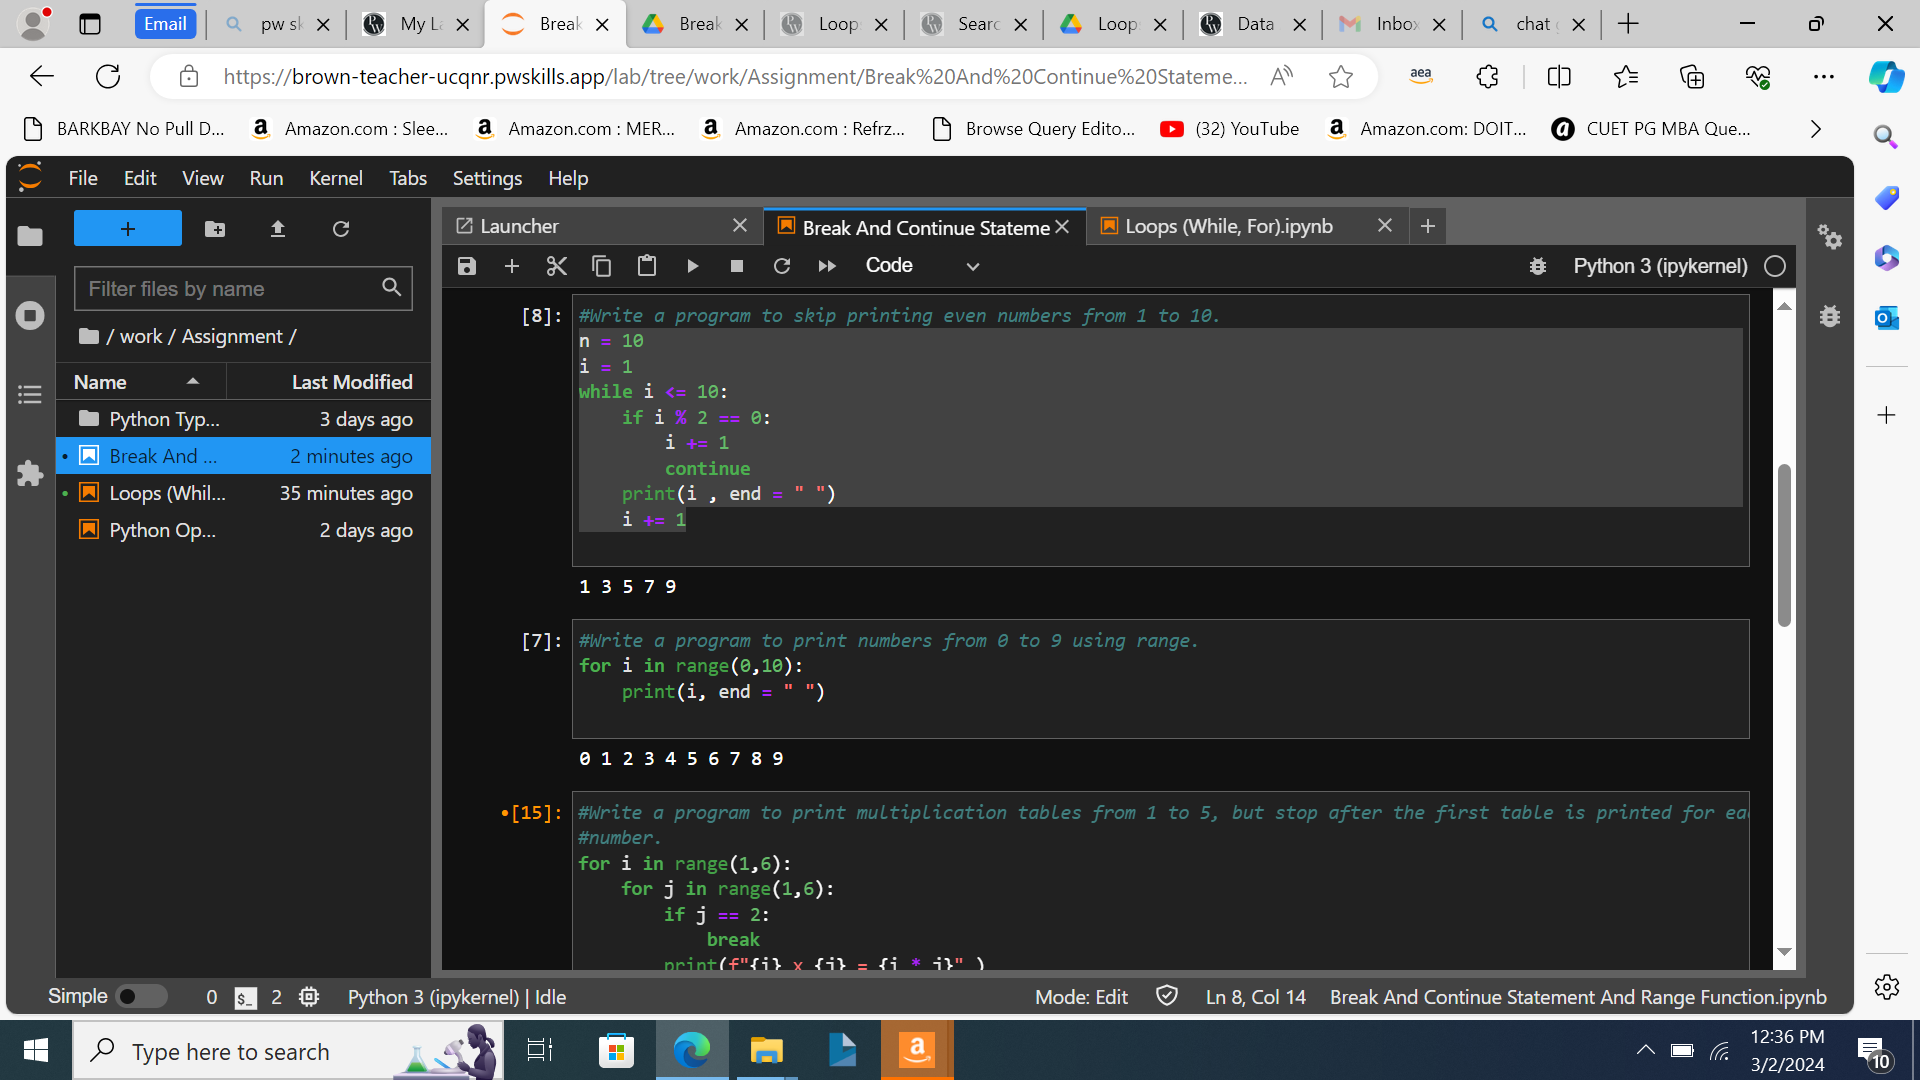 Email
pw sk
My La
Break
Break
Loop
Searc
Loop
Data
Inbox
chat g
https://brown-teacher-ucqnr.pwskills.app/lab/tree/work/Assignment/Break%20And%20Continue%20Stateme...
aea
BARKBAY No Pull D...
Amazon.com : Slee...
Amazon.com : MER...
Amazon.com : Refrz...
Browse Query Edito...
(32) YouTube
Amazon.com: DOIT...
CUET PG MBA Que...
File Edit View Run Kernel Tabs Settings Help
Launcher
Break And Continue Stateme
Loops (While, For).ipynb
Code
Python 3 (ipykernel)
Filter files by name
/ work / Assignment /
Name Last Modified
Python Typ... 3 days ago
Break And ... 2 minutes ago
Loops (Whil... 35 minutes ago
Python Op... 2 days ago
[8]: #Write a program to skip printing even numbers from 1 to 10.
n = 10
i = 1
while i <= 10:
    if i % 2 == 0:
        i += 1
        continue
    print(i , end = " ")
    i += 1
1 3 5 7 9
[7]: #Write a program to print numbers from 0 to 9 using range.
for i in range(0,10):
    print(i, end = " ")
0 1 2 3 4 5 6 7 8 9
•[15]: #Write a program to print multiplication tables from 1 to 5, but stop after the first table is printed for ea
#number.
for i in range(1,6):
    for j in range(1,6):
        if j == 2:
            break
        print(f"{i} x {j} = {i * j}" )
Simple 0 $_ 2 Python 3 (ipykernel) | Idle
Mode: Edit Ln 8, Col 14 Break And Continue Statement And Range Function.ipynb
Type here to search
12:36 PM
3/2/2024
10